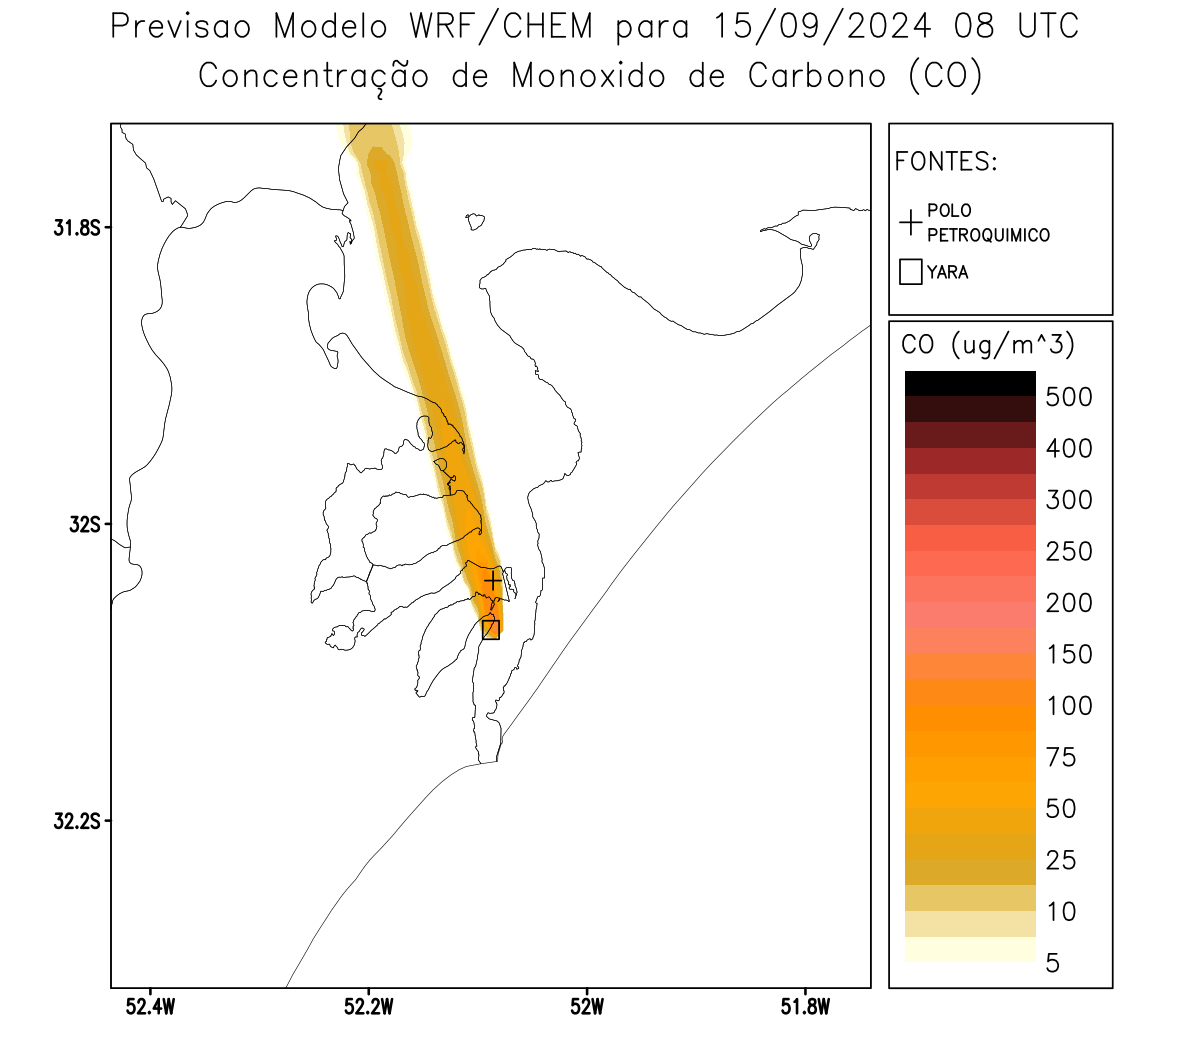 Previsao Modelo WRF/CHEM para 15/09/2024 08 UTC
Concentração de Monoxido de Carbono (CO)
FONTES:
POLO
PETROQUIMICO
YARA
CO (ug/m^3)
500
400
300
250
200
150
100
75
50
25
10
5
31.8S
32S
32.2S
52.4W
52.2W
52W
51.8W